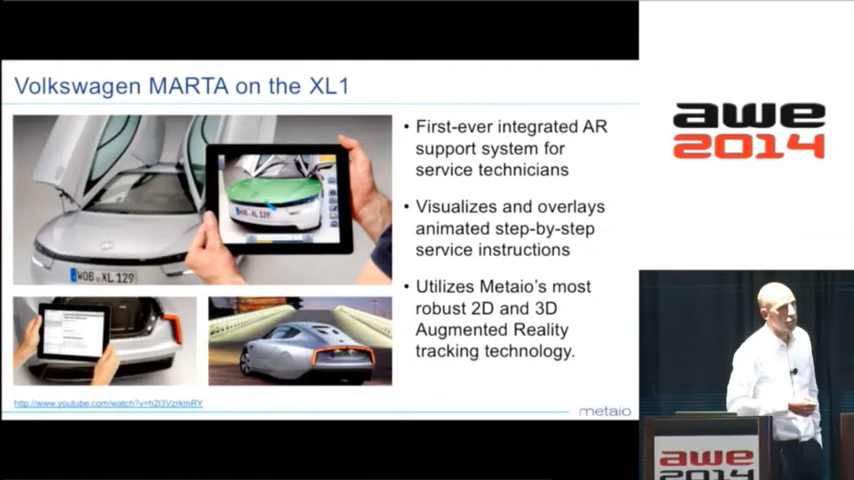 Volkswagen MARTA on the XL1
• First-ever integrated AR
support system for
service technicians
• Visualizes and overlays
animated step-by-step
service instructions
• Utilizes Metaio's most
robust 2D and 3D
Augmented Reality
tracking technology.
WOB XL 129
metaio
awe
2014
awe
2014